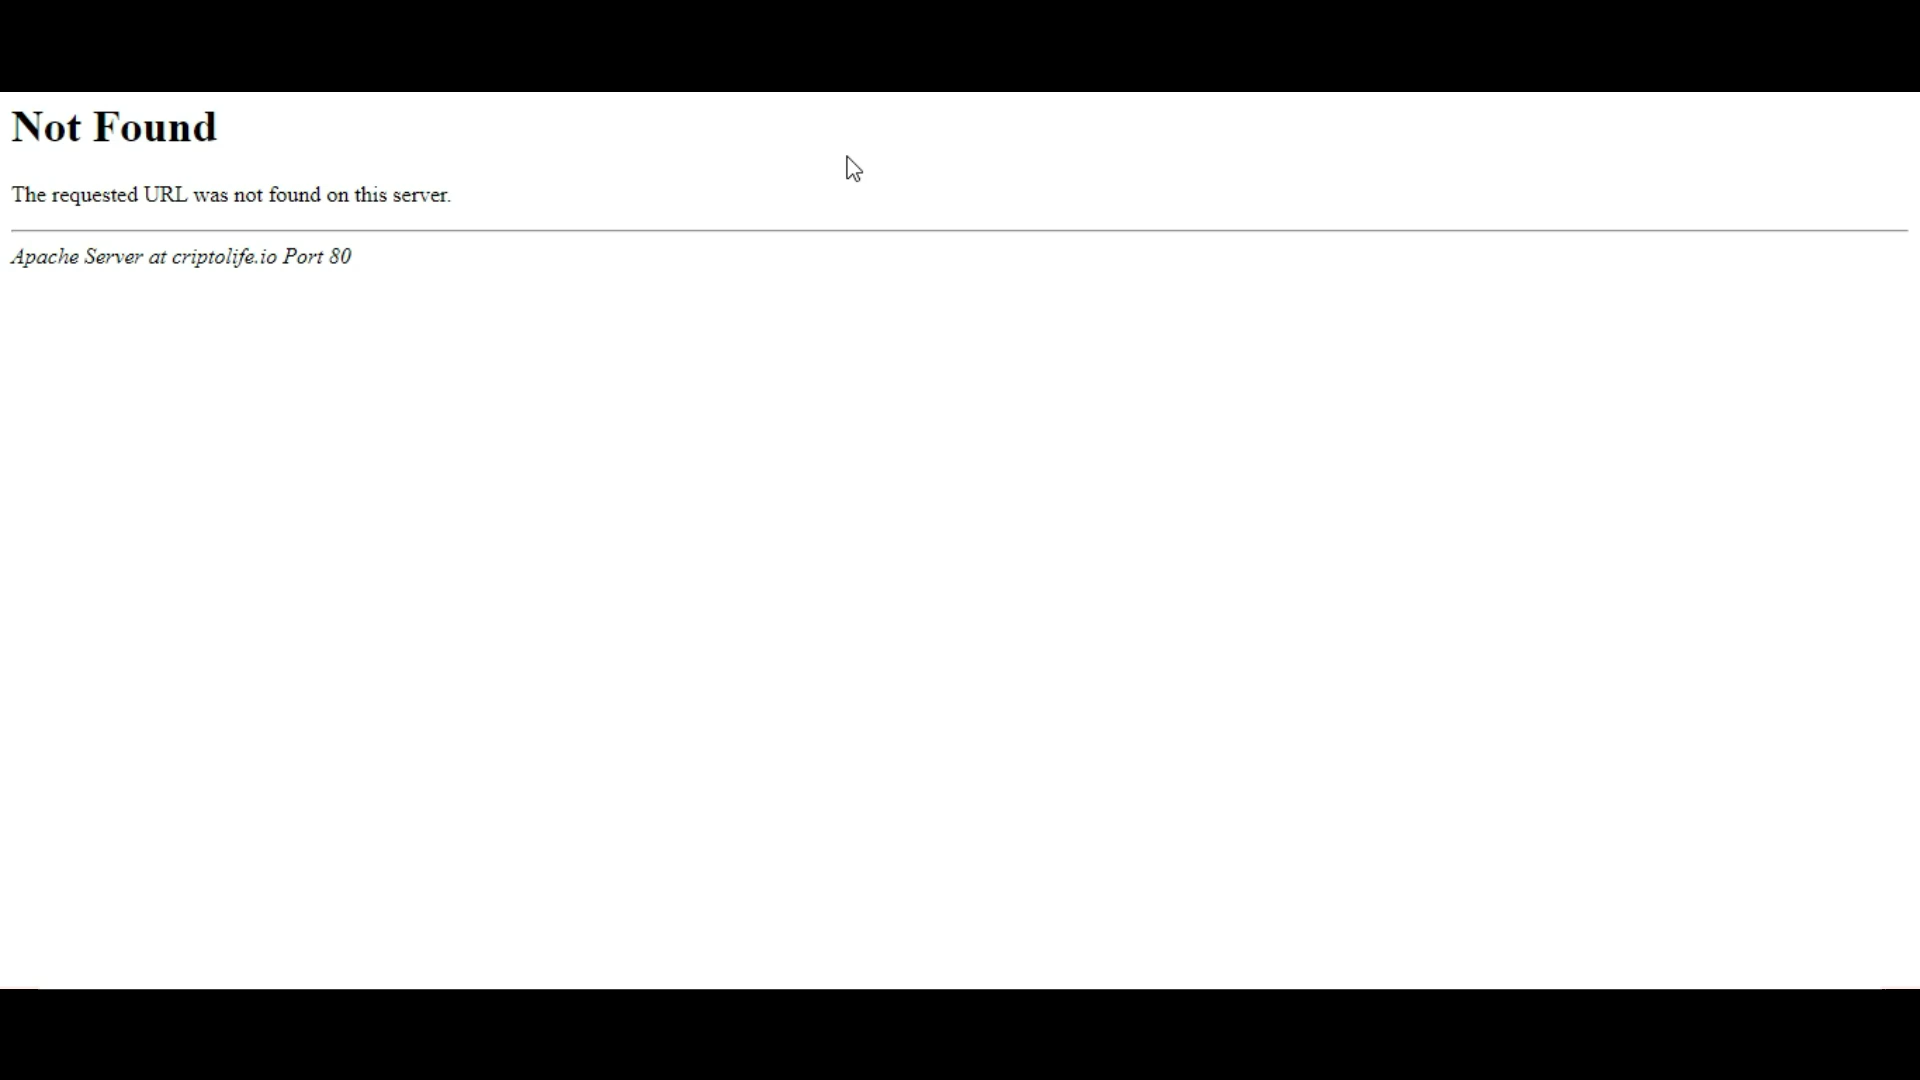 Not Found
The requested URL was not found on this server.
Apache Server at criptolife.io Port 80